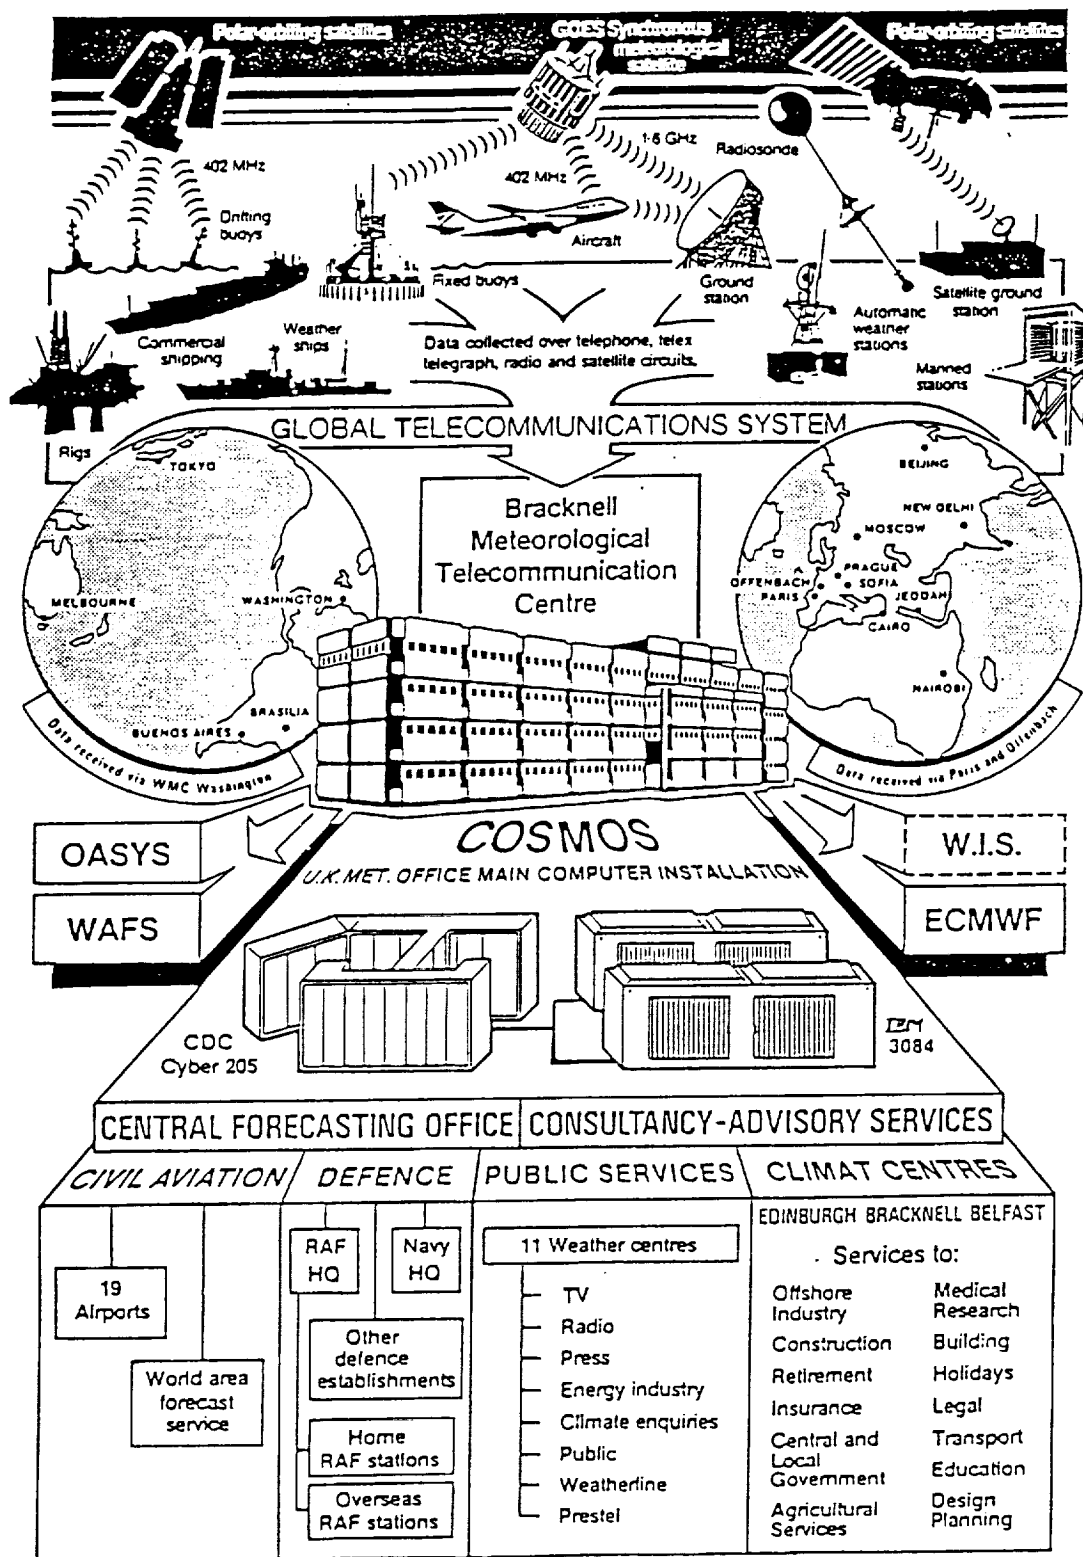 Polar-orbiting satellites
GOES Synchronous
meteorological
satellite
Polar-orbiting satellites
402 MHz
1·6 GHz
Radiosonde
402 MHz
Drifting
buoys
Aircraft
Fixed buoys
Ground
station
Satellite ground
station
Automatic
weather
stations
Commercial
shipping
Weather
ships
Data collected over telephone, telex
telegraph, radio and satellite circuits.
Manned
stations
Rigs
GLOBAL TELECOMMUNICATIONS SYSTEM
TOKYO
MELBOURNE
WASHINGTON
BRASILIA
BUENOS AIRES
Data received via WMC Washington
Bracknell
Meteorological
Telecommunication
Centre
BEIJING
NEW DELHI
MOSCOW
PRAGUE
OFFENBACH
SOFIA
PARIS
JEDDAH
CAIRO
NAIROBI
Data received via Paris and Offenbach
OASYS
WAFS
COSMOS
U.K. MET. OFFICE MAIN COMPUTER INSTALLATION
W.I.S.
ECMWF
CDC
Cyber 205
IBM
3084
CENTRAL FORECASTING OFFICE
CONSULTANCY-ADVISORY SERVICES
CIVIL AVIATION
DEFENCE
PUBLIC SERVICES
CLIMAT CENTRES
19
Airports
World area
forecast
service
RAF
HQ
Navy
HQ
Other
defence
establishments
Home
RAF stations
Overseas
RAF stations
11 Weather centres
TV
Radio
Press
Energy industry
Climate enquiries
Public
Weatherline
Prestel
EDINBURGH BRACKNELL BELFAST
Services to:
Offshore
Industry
Construction
Retirement
Insurance
Central and
Local
Government
Agricultural
Services
Medical
Research
Building
Holidays
Legal
Transport
Education
Design
Planning